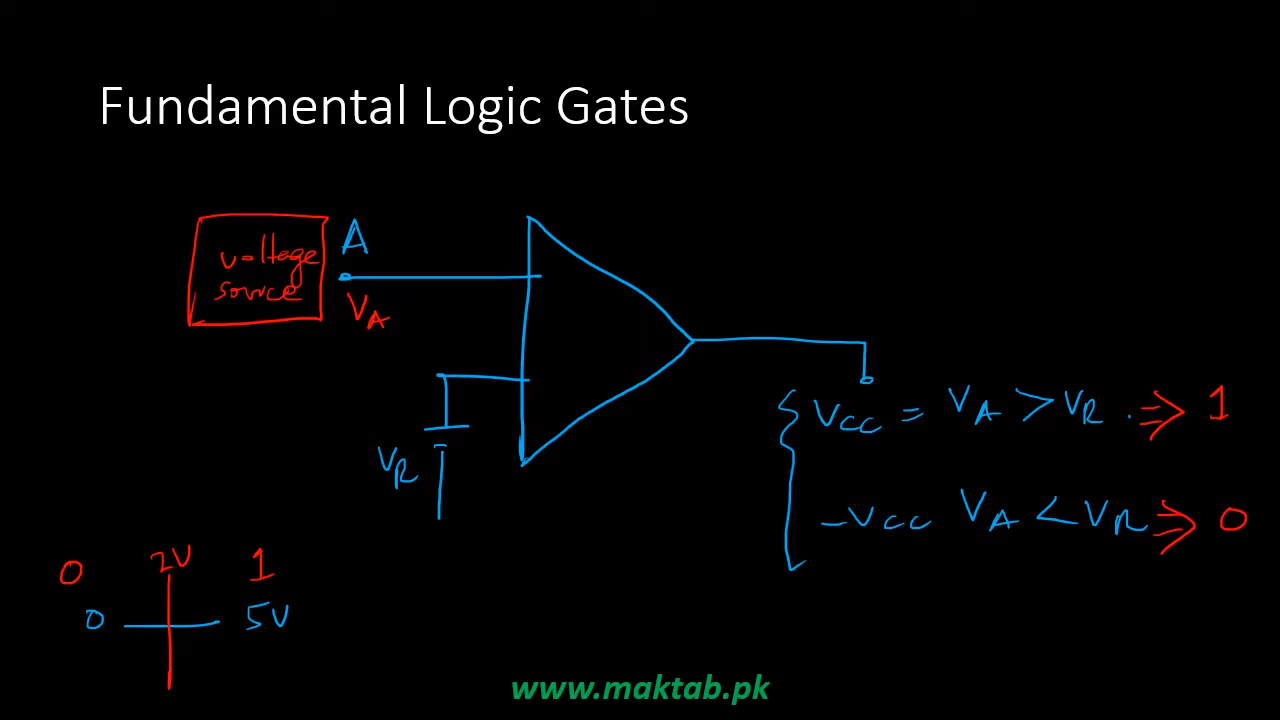 Fundamental Logic Gates
A
voltage
source
VA
VCC = VA > VR . ⇒ 1
VR
-VCC VA < VR ⇒ 0
0 2V 1
0 5V
www.maktab.pk